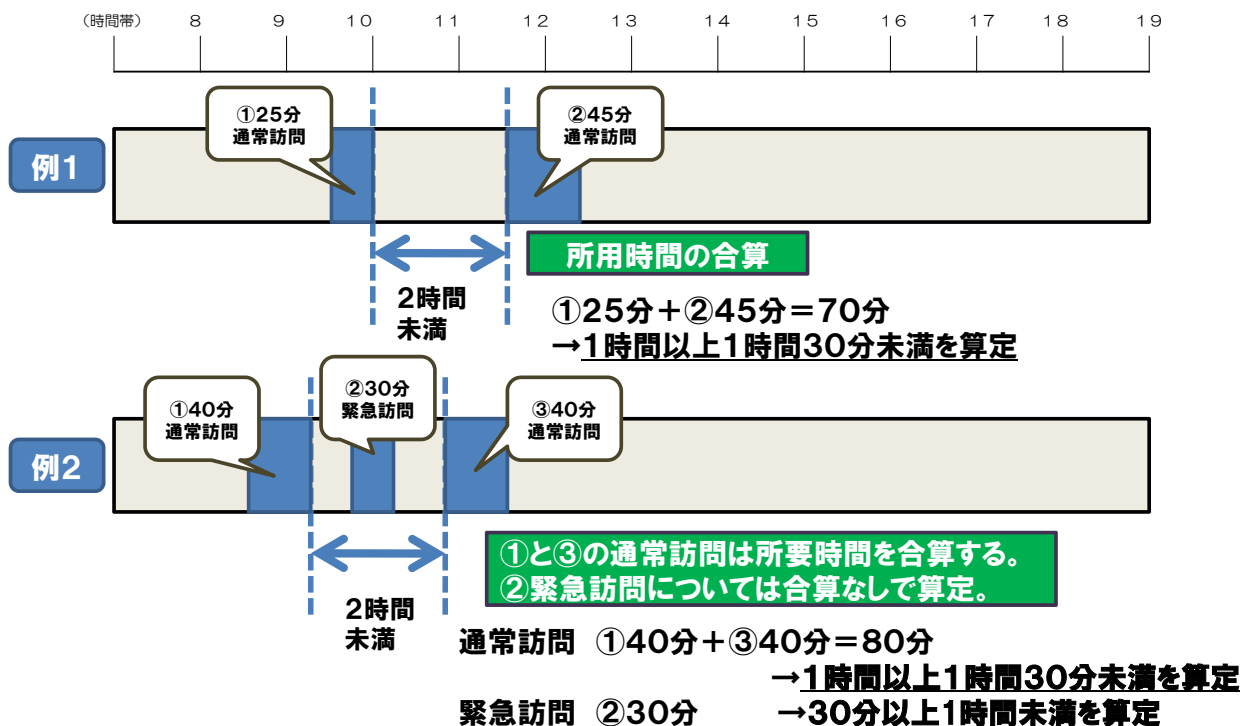 （時間帯） 8 9 10 11 12 13 14 15 16 17 18 19
例1
①25分
通常訪問
②45分
通常訪問
所用時間の合算
2時間
未満
①25分＋②45分＝70分
→1時間以上1時間30分未満を算定
例2
①40分
通常訪問
②30分
緊急訪問
③40分
通常訪問
①と③の通常訪問は所要時間を合算する。
②緊急訪問については合算なしで算定。
2時間
未満
通常訪問 ①40分＋③40分＝80分
→1時間以上1時間30分未満を算定
緊急訪問 ②30分 →30分以上1時間未満を算定